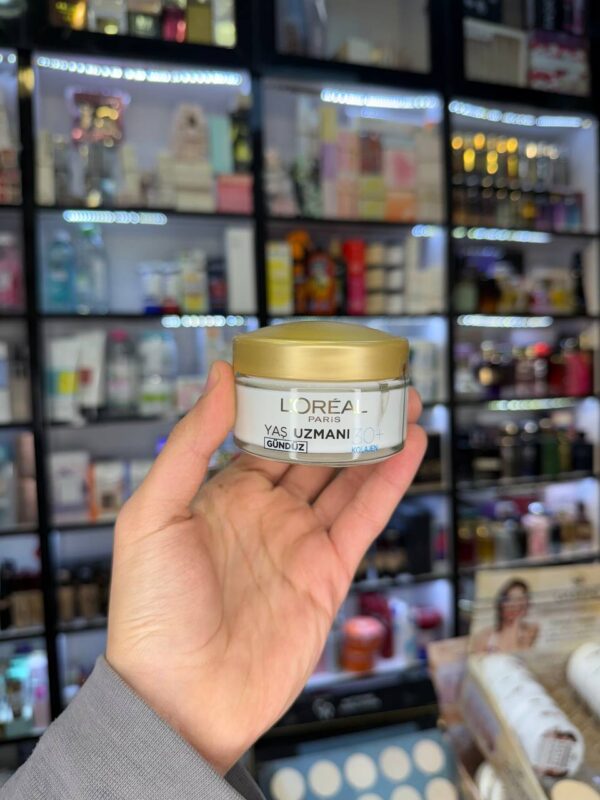 L'ORÉAL
PARIS
YAŞ UZMANI 30+
GÜNDÜZ KOLAJEN